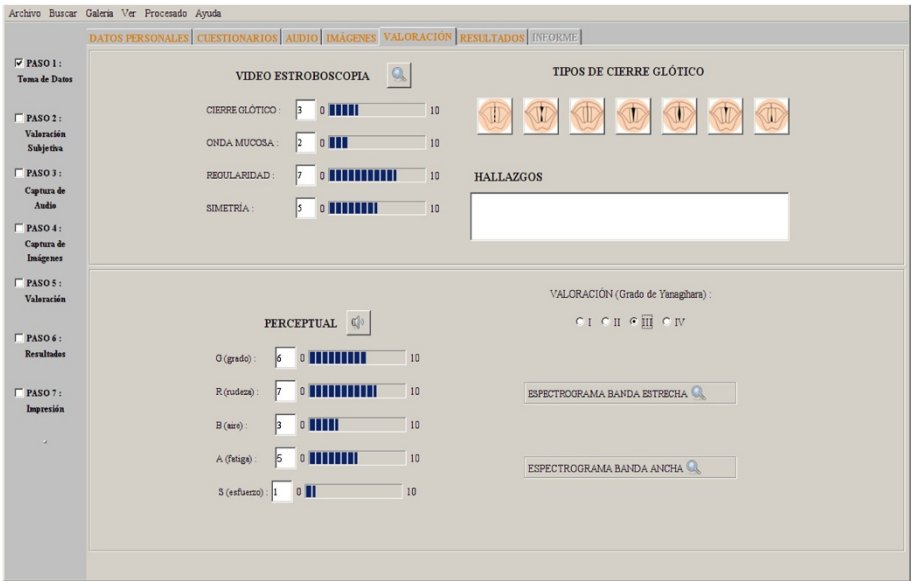 Archivo Buscar Galeria Ver Procesado Ayuda
DATOS PERSONALES CUESTIONARIOS AUDIO IMÁGENES VALORACIÓN RESULTADOS INFORME
PASO 1 :
Toma de Datos
PASO 2 :
Valoración
Subjetiva
PASO 3 :
Captura de
Audio
PASO 4 :
Captura de
Imágenes
PASO 5 :
Valoración
PASO 6 :
Resultados
PASO 7 :
Impresión
VIDEO ESTROBOSCOPIA
CIERRE GLÓTICO : 3 0 10
ONDA MUCOSA : 2 0 10
REGULARIDAD : 7 0 10
SIMETRÍA : 5 0 10
TIPOS DE CIERRE GLÓTICO
HALLAZGOS
PERCEPTUAL
G (grado) : 6 0 10
R (rudeza) : 7 0 10
B (aire) : 3 0 10
A (fatiga) : 5 0 10
S (esfuerzo) : 1 0 10
VALORACIÓN (Grado de Yanagihara) :
I II III IV
ESPECTROGRAMA BANDA ESTRECHA
ESPECTROGRAMA BANDA ANCHA